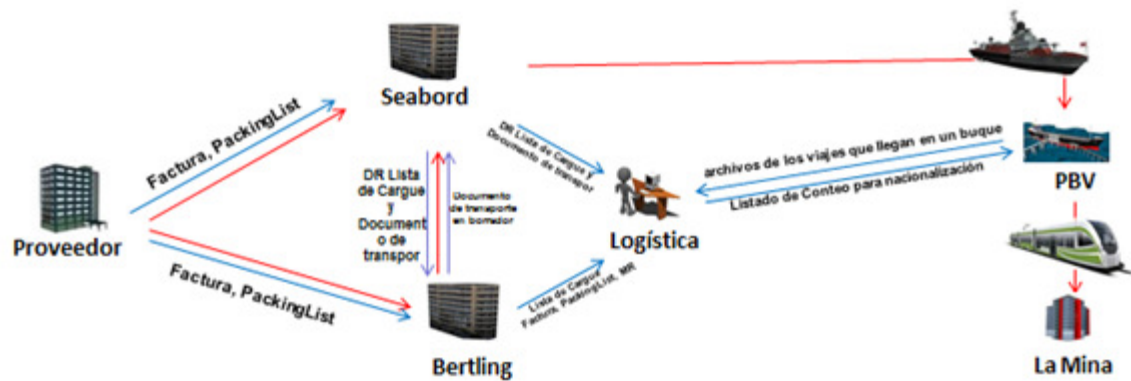 Seabord
Factura, PackingList
DR Lista de Cargue y
Documento de transpor
archivos de los viajes que llegan en un buque
Listado de Conteo para nacionalización
PBV
DR Lista
de Cargue
y
Document
o de
transpor
Documento
de transporte
en borrador
Proveedor
Logística
Factura, PackingList
Lista de Cargue
Factura, PackingList, MR
Bertling
La Mina